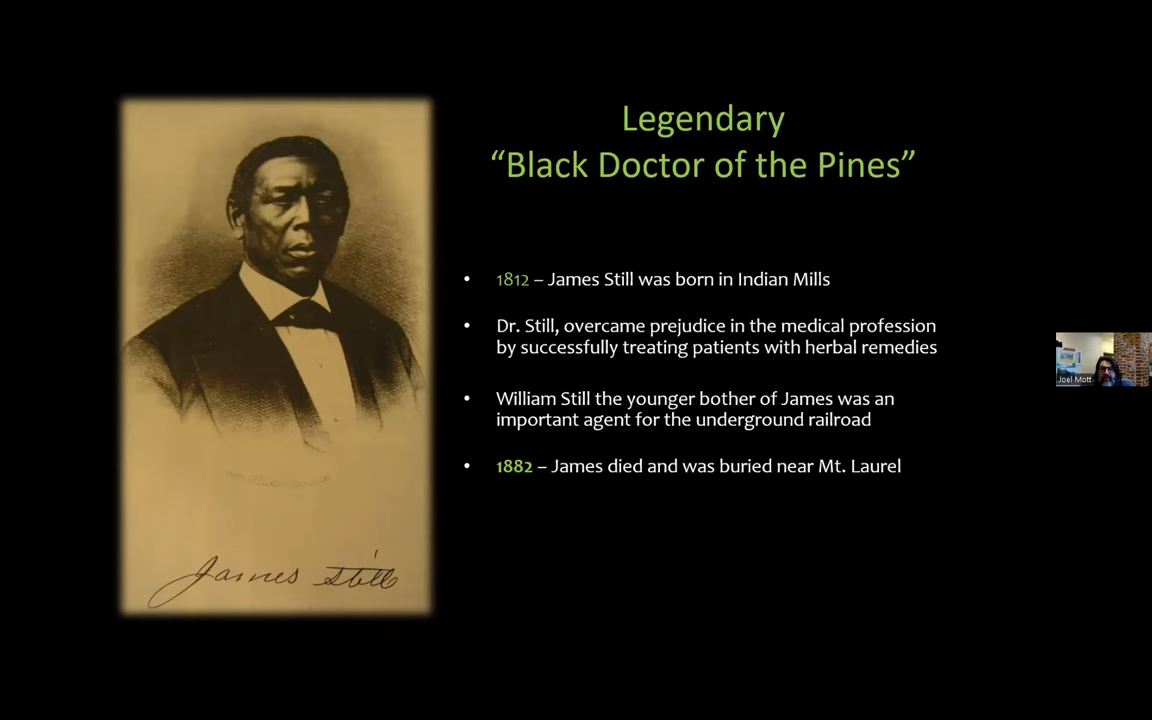 Legendary
“Black Doctor of the Pines”
• 1812 – James Still was born in Indian Mills
• Dr. Still, overcame prejudice in the medical profession
by successfully treating patients with herbal remedies
• William Still the younger bother of James was an
important agent for the underground railroad
• 1882 – James died and was buried near Mt. Laurel
James Still
Joel Mott